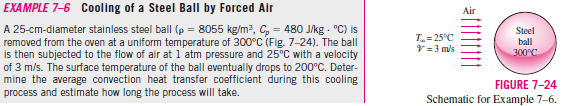 EXAMPLE 7–6 Cooling of a Steel Ball by Forced Air
A 25-cm-diameter stainless steel ball (ρ = 8055 kg/m³, Cₚ = 480 J/kg · °C) is
removed from the oven at a uniform temperature of 300°C (Fig. 7–24). The ball
is then subjected to the flow of air at 1 atm pressure and 25°C with a velocity
of 3 m/s. The surface temperature of the ball eventually drops to 200°C. Deter-
mine the average convection heat transfer coefficient during this cooling
process and estimate how long the process will take.
Air
T∞ = 25°C
𝒱 = 3 m/s
Steel
ball
300°C
FIGURE 7–24
Schematic for Example 7–6.